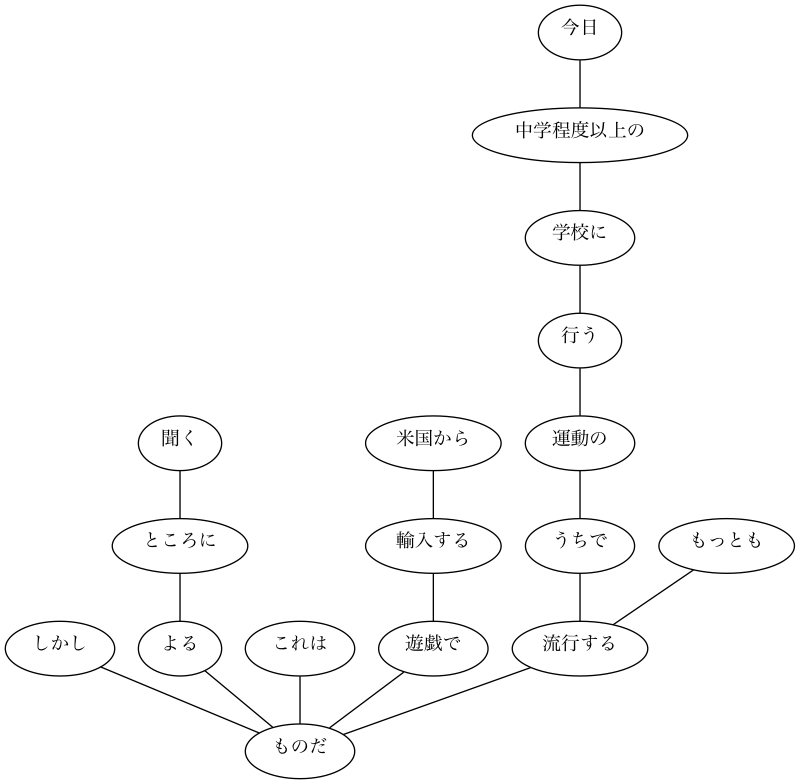 今日
中学程度以上の
学校に
行う
聞く
米国から
運動の
ところに
輸入する
うちで
もっとも
しかし
よる
これは
遊戯で
流行する
ものだ